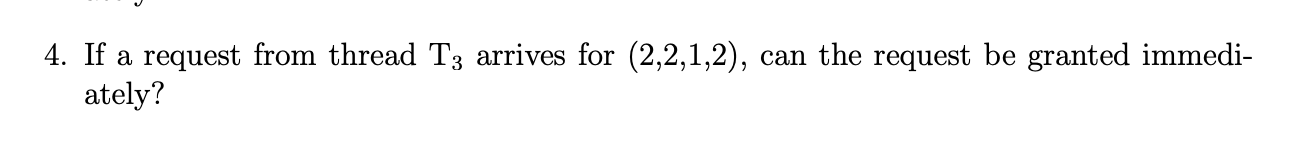 4. If a request from thread T₃ arrives for (2,2,1,2), can the request be granted immedi-
ately?